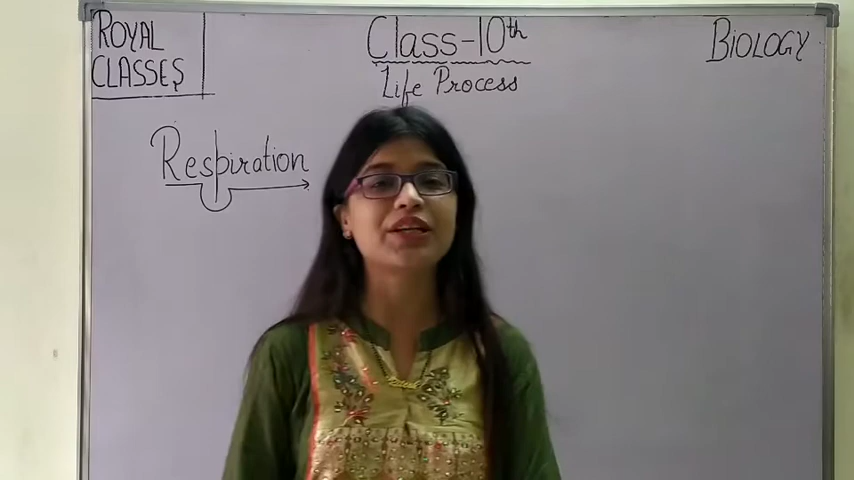 ROYAL
CLASSES
Class-10th
Life Process
BIOLOGY
Respiration